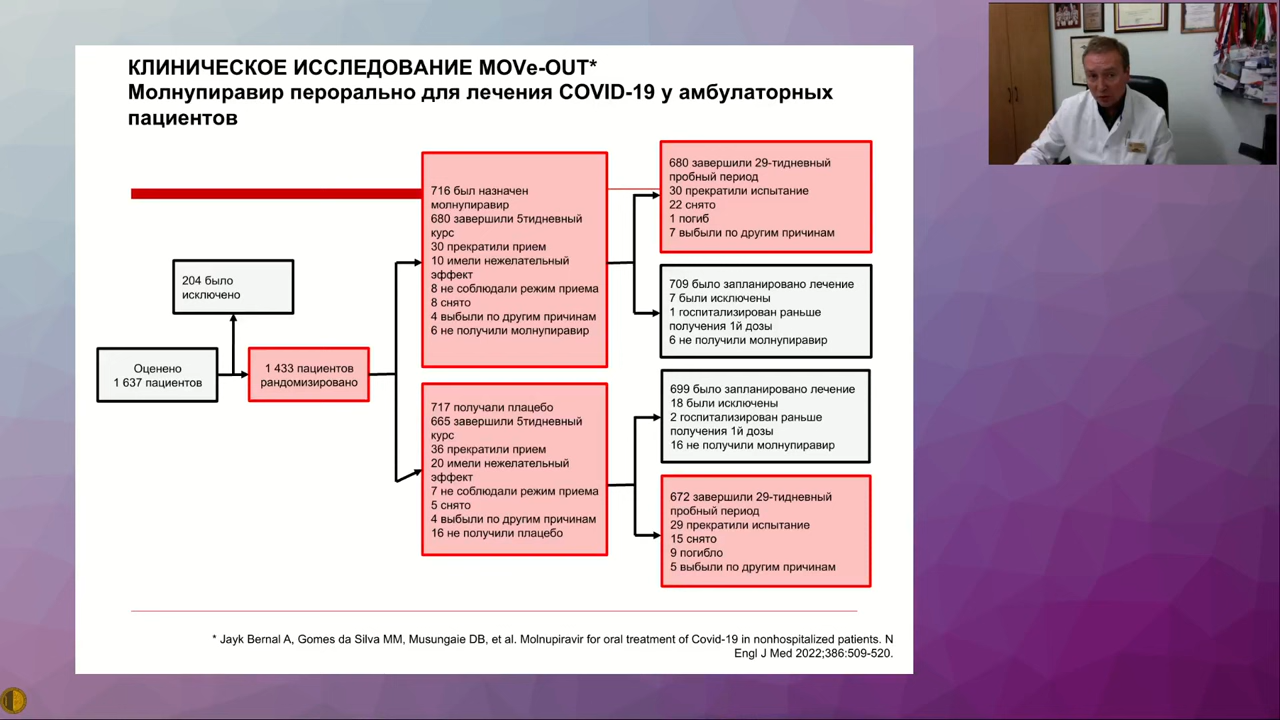 КЛИНИЧЕСКОЕ ИССЛЕДОВАНИЕ MOVe-OUT*
Молнупиравир перорально для лечения COVID-19 у амбулаторных
пациентов
204 было
исключено
Оценено
1 637 пациентов
1 433 пациентов
рандомизировано
716 был назначен
молнупиравир
680 завершили 5тидневный
курс
30 прекратили прием
10 имели нежелательный
эффект
8 не соблюдали режим приема
8 снято
4 выбыли по другим причинам
6 не получили молнупиравир
717 получали плацебо
665 завершили 5тидневный
курс
36 прекратили прием
20 имели нежелательный
эффект
7 не соблюдали режим приема
5 снято
4 выбыли по другим причинам
16 не получили плацебо
680 завершили 29-тидневный
пробный период
30 прекратили испытание
22 снято
1 погиб
7 выбыли по другим причинам
709 было запланировано лечение
7 были исключены
1 госпитализирован раньше
получения 1й дозы
6 не получили молнупиравир
699 было запланировано лечение
18 были исключены
2 госпитализирован раньше
получения 1й дозы
16 не получили молнупиравир
672 завершили 29-тидневный
пробный период
29 прекратили испытание
15 снято
9 погибло
5 выбыли по другим причинам
* Jayk Bernal A, Gomes da Silva MM, Musungaie DB, et al. Molnupiravir for oral treatment of Covid-19 in nonhospitalized patients. N
Engl J Med 2022;386:509-520.